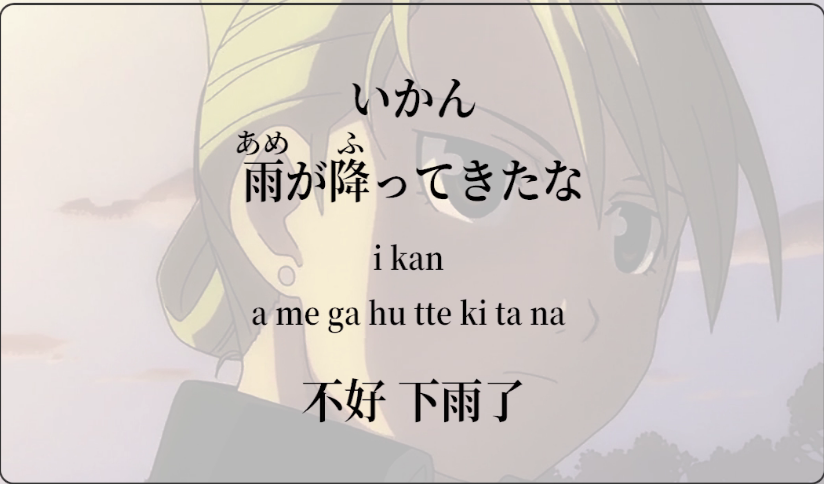 いかん
あめ ふ
雨が降ってきたな
i kan
a me ga hu tte ki ta na
不好 下雨了